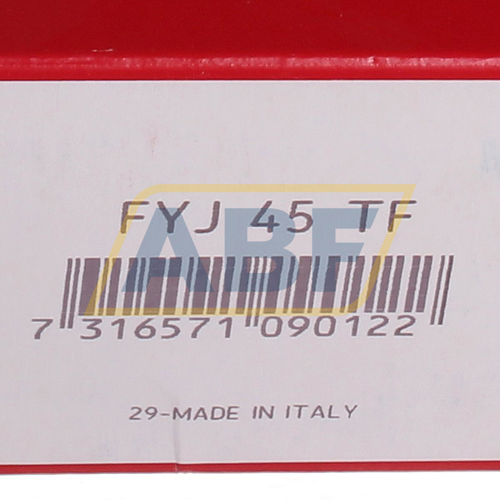 FYJ 45 TF
ABF
7 316571 090122
29-MADE IN ITALY